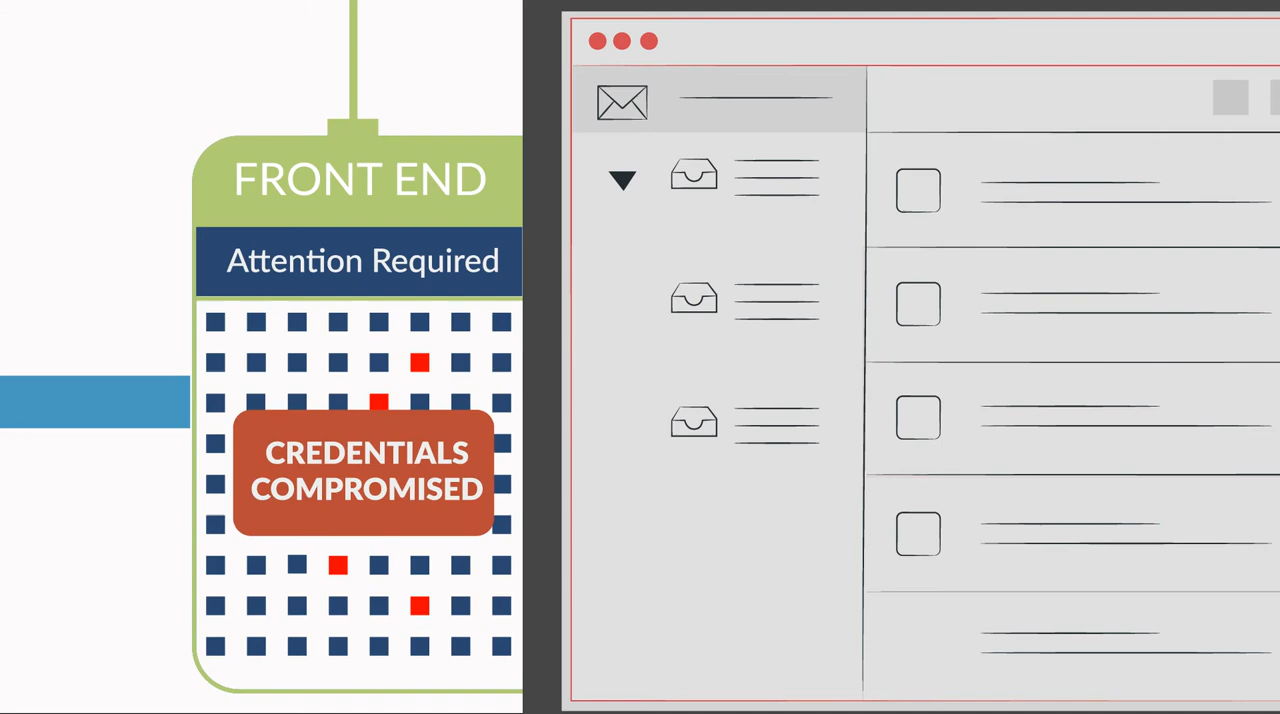 FRONT END
Attention Required
CREDENTIALS
COMPROMISED